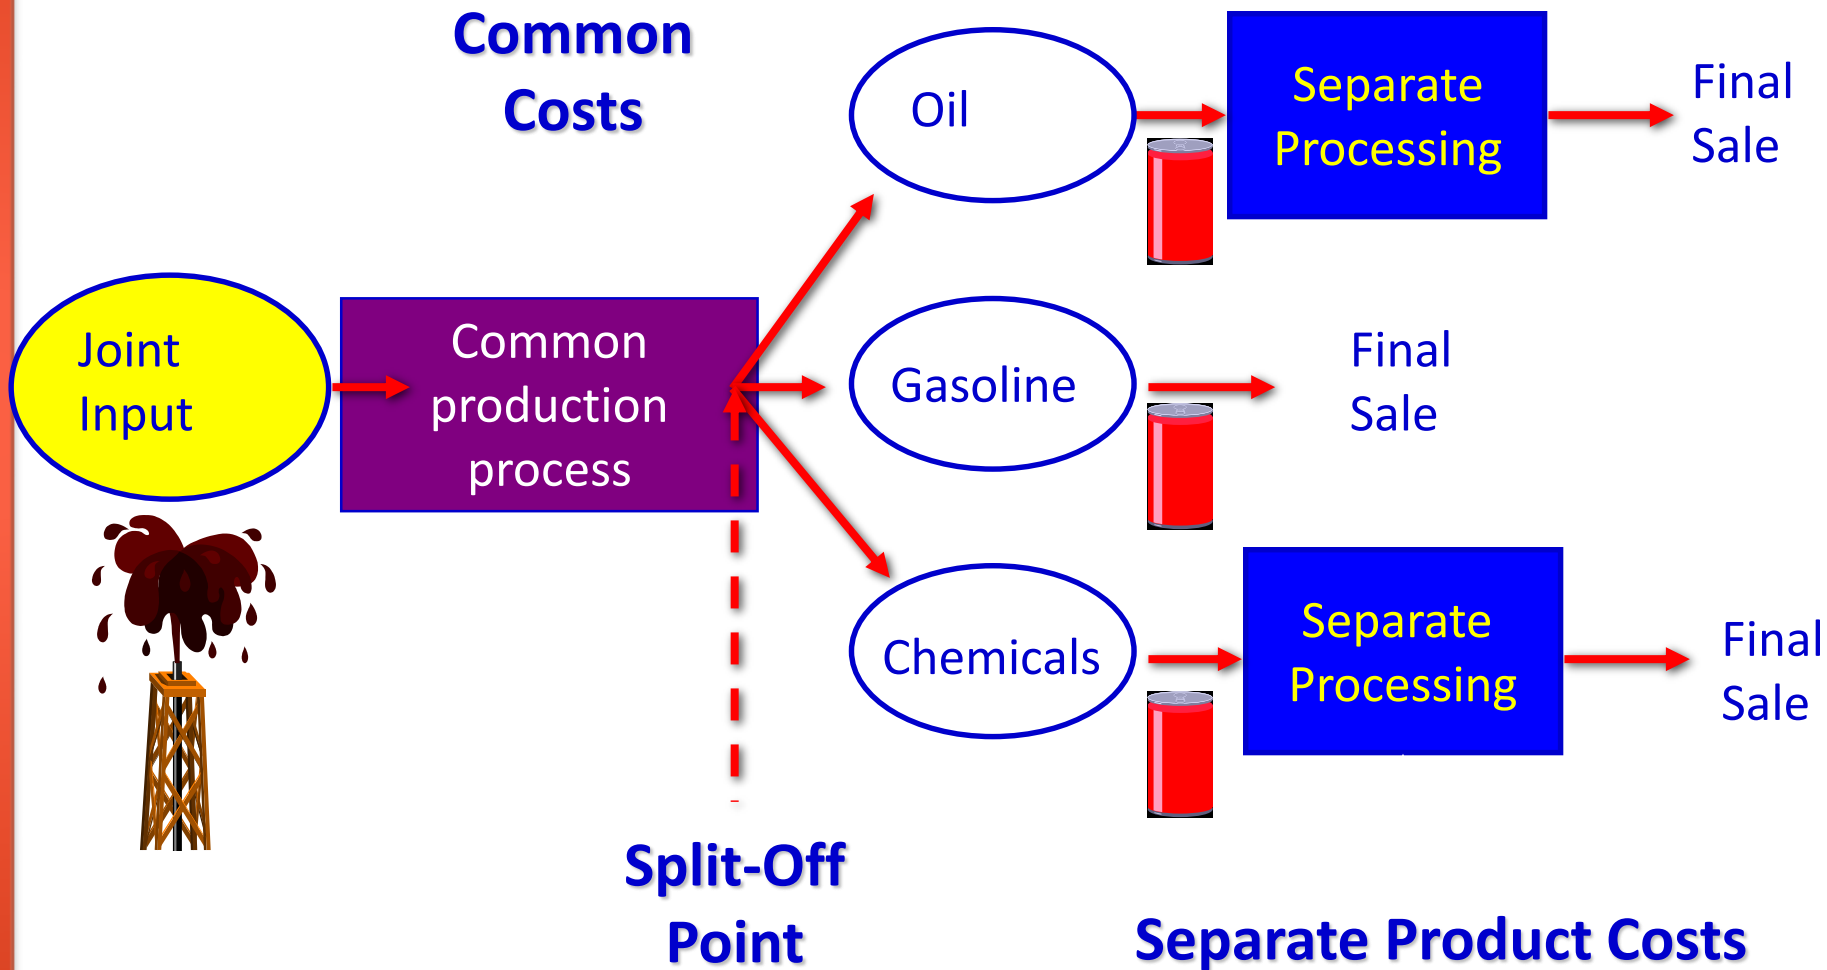 Common
Costs
Oil
Separate
Processing
Final
Sale
Joint
Input
Common
production
process
Gasoline
Final
Sale
Chemicals
Separate
Processing
Final
Sale
Split-Off
Point
Separate Product Costs